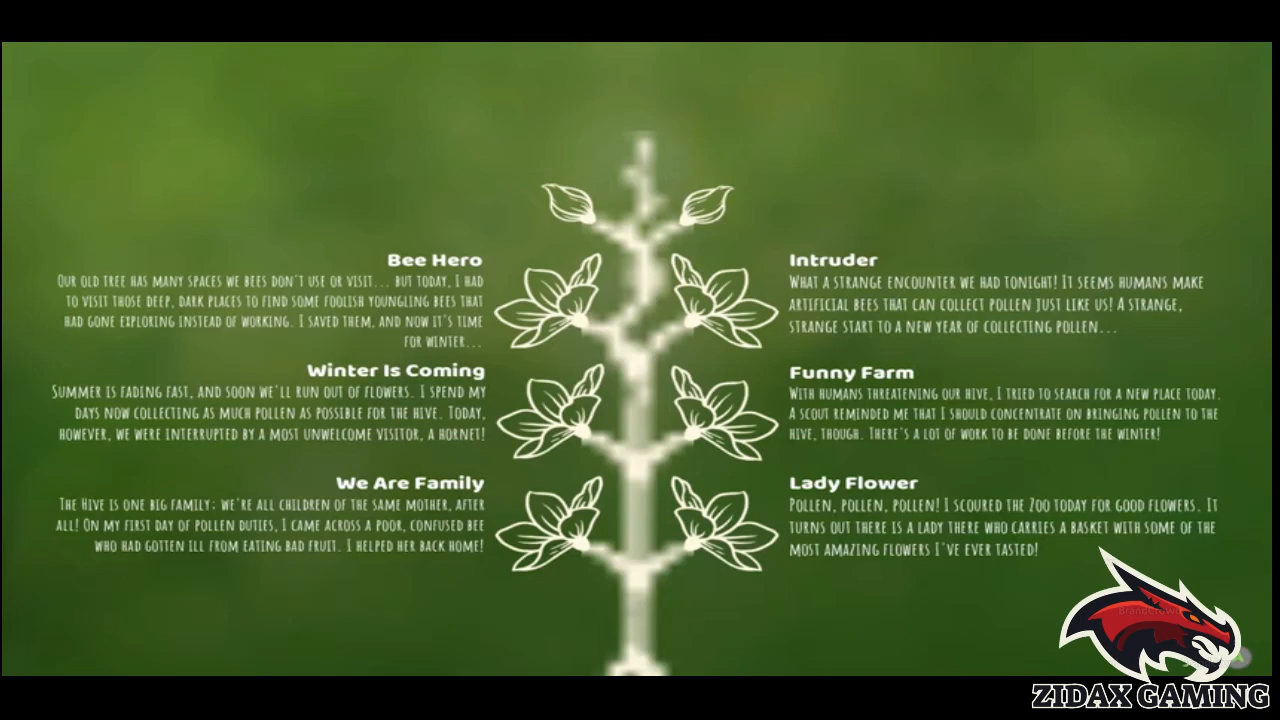 Bee Hero
Our old tree has many spaces we bees don't use or visit... but today, I had
to visit those deep, dark places to find some foolish youngling bees that
had gone exploring instead of working. I saved them, and now it's time
for winter...
Winter Is Coming
Summer is fading fast, and soon we'll run out of flowers. I spend my
days now collecting as much pollen as possible for the hive. Today,
however, we were interrupted by a most unwelcome visitor, a hornet!
We Are Family
The Hive is one big family: we're all children of the same mother, after
all! On my first day of pollen duties, I came across a poor, confused bee
who had gotten ill from eating bad fruit. I helped her back home!
Intruder
What a strange encounter we had tonight! It seems humans make
artificial bees that can collect pollen just like us! A strange,
strange start to a new year of collecting pollen...
Funny Farm
With humans threatening our hive, I tried to search for a new place today.
A scout reminded me that I should concentrate on bringing pollen to the
hive, though. There's a lot of work to be done before the winter!
Lady Flower
Pollen, pollen, pollen! I scoured the Zoo today for good flowers. It
turns out there is a lady there who carries a basket with some of the
most amazing flowers I've ever tasted!
BrandCrowd
ZIDAX GAMING